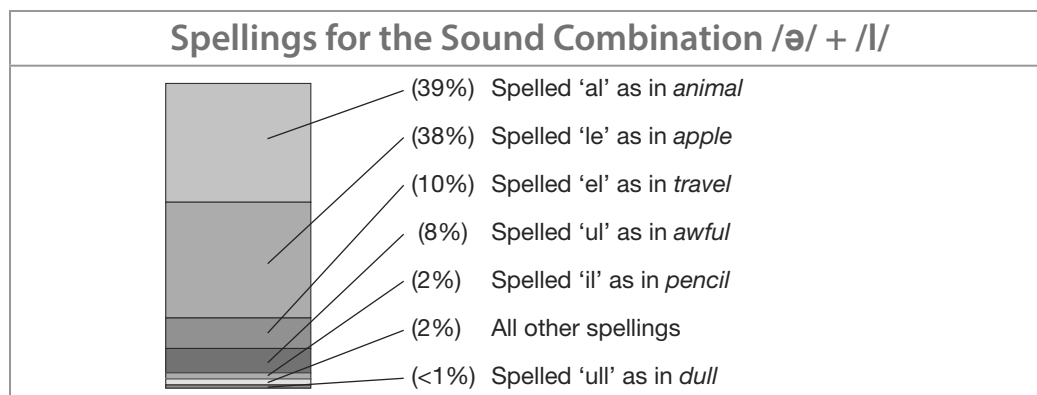 Spellings for the Sound Combination /ə/ + /l/
(39%) Spelled ‘al’ as in animal
(38%) Spelled ‘le’ as in apple
(10%) Spelled ‘el’ as in travel
(8%) Spelled ‘ul’ as in awful
(2%) Spelled ‘il’ as in pencil
(2%) All other spellings
(<1%) Spelled ‘ull’ as in dull